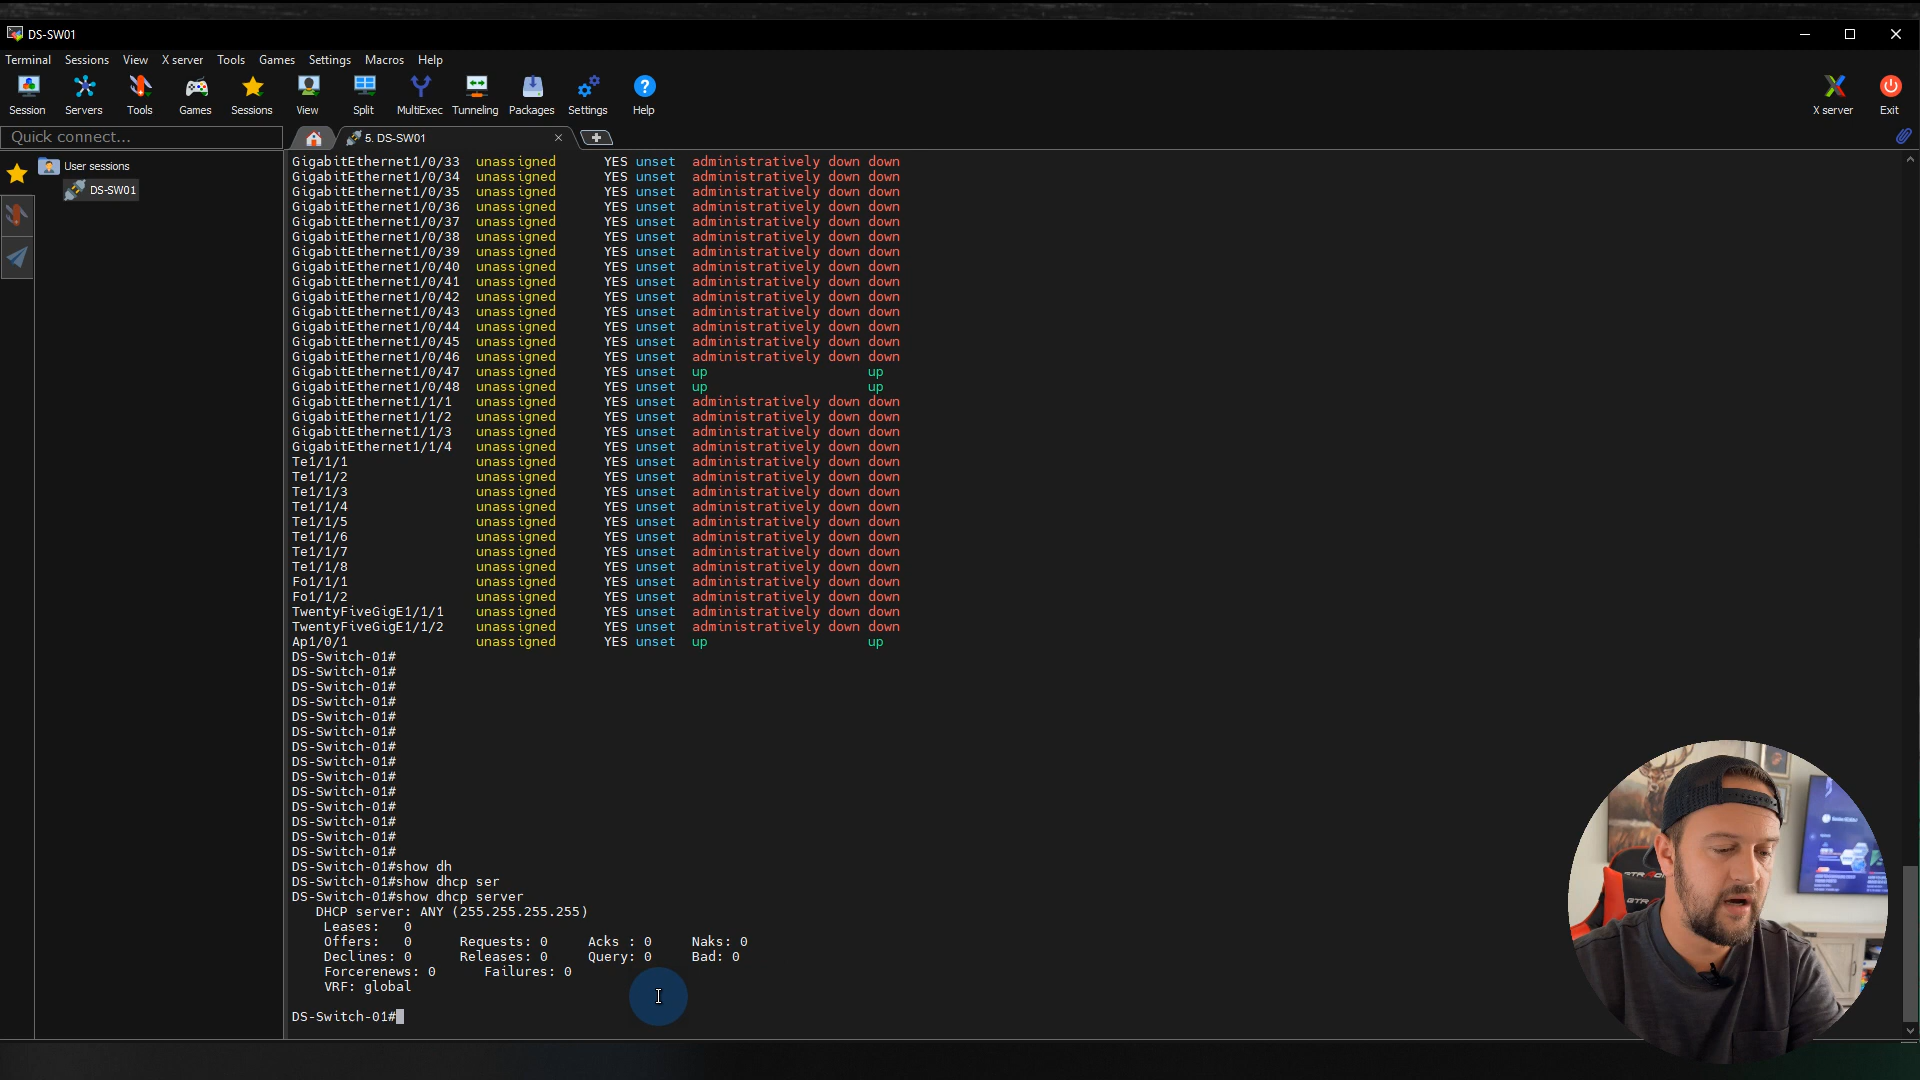 DS-SW01
Terminal Sessions View X server Tools Games Settings Macros Help
Session Servers Tools Games Sessions View Split MultiExec Tunneling Packages Settings Help X server Exit
Quick connect...
5. DS-SW01
User sessions
DS-SW01
GigabitEthernet1/0/33 unassigned YES unset administratively down down
GigabitEthernet1/0/34 unassigned YES unset administratively down down
GigabitEthernet1/0/35 unassigned YES unset administratively down down
GigabitEthernet1/0/36 unassigned YES unset administratively down down
GigabitEthernet1/0/37 unassigned YES unset administratively down down
GigabitEthernet1/0/38 unassigned YES unset administratively down down
GigabitEthernet1/0/39 unassigned YES unset administratively down down
GigabitEthernet1/0/40 unassigned YES unset administratively down down
GigabitEthernet1/0/41 unassigned YES unset administratively down down
GigabitEthernet1/0/42 unassigned YES unset administratively down down
GigabitEthernet1/0/43 unassigned YES unset administratively down down
GigabitEthernet1/0/44 unassigned YES unset administratively down down
GigabitEthernet1/0/45 unassigned YES unset administratively down down
GigabitEthernet1/0/46 unassigned YES unset administratively down down
GigabitEthernet1/0/47 unassigned YES unset up up
GigabitEthernet1/0/48 unassigned YES unset up up
GigabitEthernet1/1/1 unassigned YES unset administratively down down
GigabitEthernet1/1/2 unassigned YES unset administratively down down
GigabitEthernet1/1/3 unassigned YES unset administratively down down
GigabitEthernet1/1/4 unassigned YES unset administratively down down
Te1/1/1 unassigned YES unset administratively down down
Te1/1/2 unassigned YES unset administratively down down
Te1/1/3 unassigned YES unset administratively down down
Te1/1/4 unassigned YES unset administratively down down
Te1/1/5 unassigned YES unset administratively down down
Te1/1/6 unassigned YES unset administratively down down
Te1/1/7 unassigned YES unset administratively down down
Te1/1/8 unassigned YES unset administratively down down
Fo1/1/1 unassigned YES unset administratively down down
Fo1/1/2 unassigned YES unset administratively down down
TwentyFiveGigE1/1/1 unassigned YES unset administratively down down
TwentyFiveGigE1/1/2 unassigned YES unset administratively down down
Ap1/0/1 unassigned YES unset up up
DS-Switch-01#
DS-Switch-01#
DS-Switch-01#
DS-Switch-01#
DS-Switch-01#
DS-Switch-01#
DS-Switch-01#
DS-Switch-01#
DS-Switch-01#
DS-Switch-01#
DS-Switch-01#
DS-Switch-01#
DS-Switch-01#
DS-Switch-01#
DS-Switch-01#show dh
DS-Switch-01#show dhcp ser
DS-Switch-01#show dhcp server
DHCP server: ANY (255.255.255.255)
Leases: 0
Offers: 0 Requests: 0 Acks : 0 Naks: 0
Declines: 0 Releases: 0 Query: 0 Bad: 0
Forcerenews: 0 Failures: 0
VRF: global
DS-Switch-01#